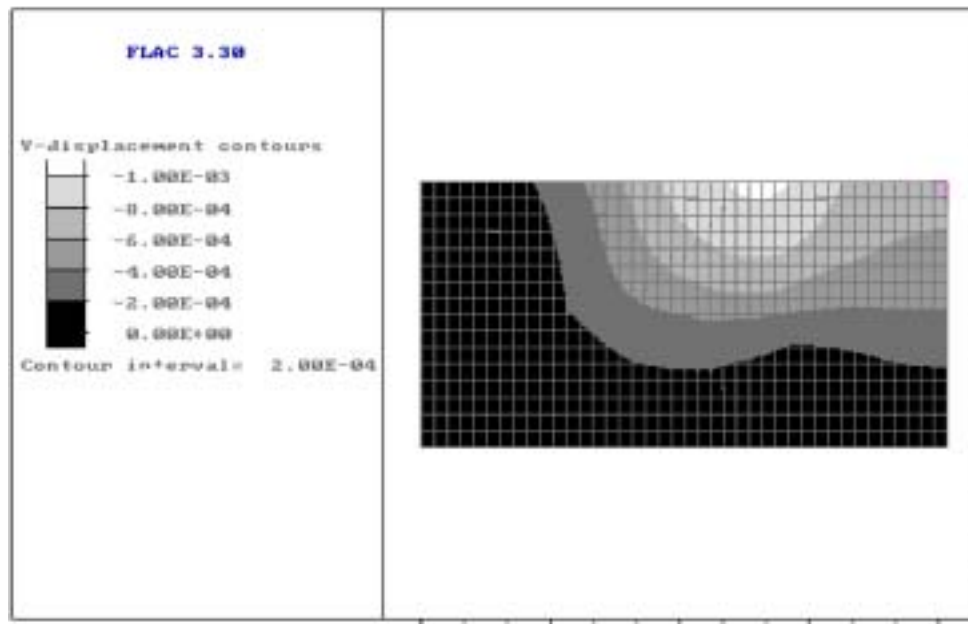 FLAC 3.30
Y-displacement contours
-1.00E-03
-8.00E-04
-6.00E-04
-4.00E-04
-2.00E-04
0.00E+00
Contour interval= 2.00E-04